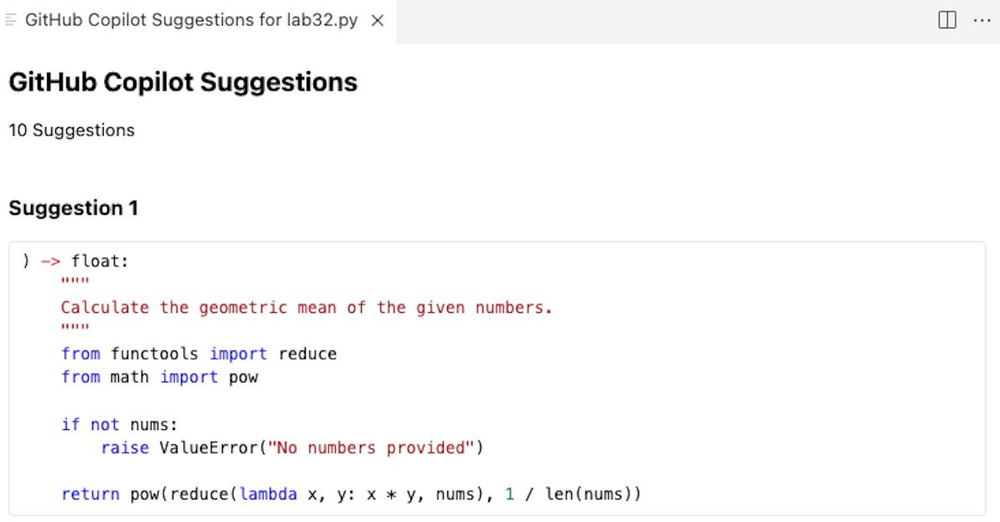 GitHub Copilot Suggestions for lab32.py
GitHub Copilot Suggestions
10 Suggestions
Suggestion 1
) -> float:
    """
    Calculate the geometric mean of the given numbers.
    """
    from functools import reduce
    from math import pow

    if not nums:
        raise ValueError("No numbers provided")

    return pow(reduce(lambda x, y: x * y, nums), 1 / len(nums))